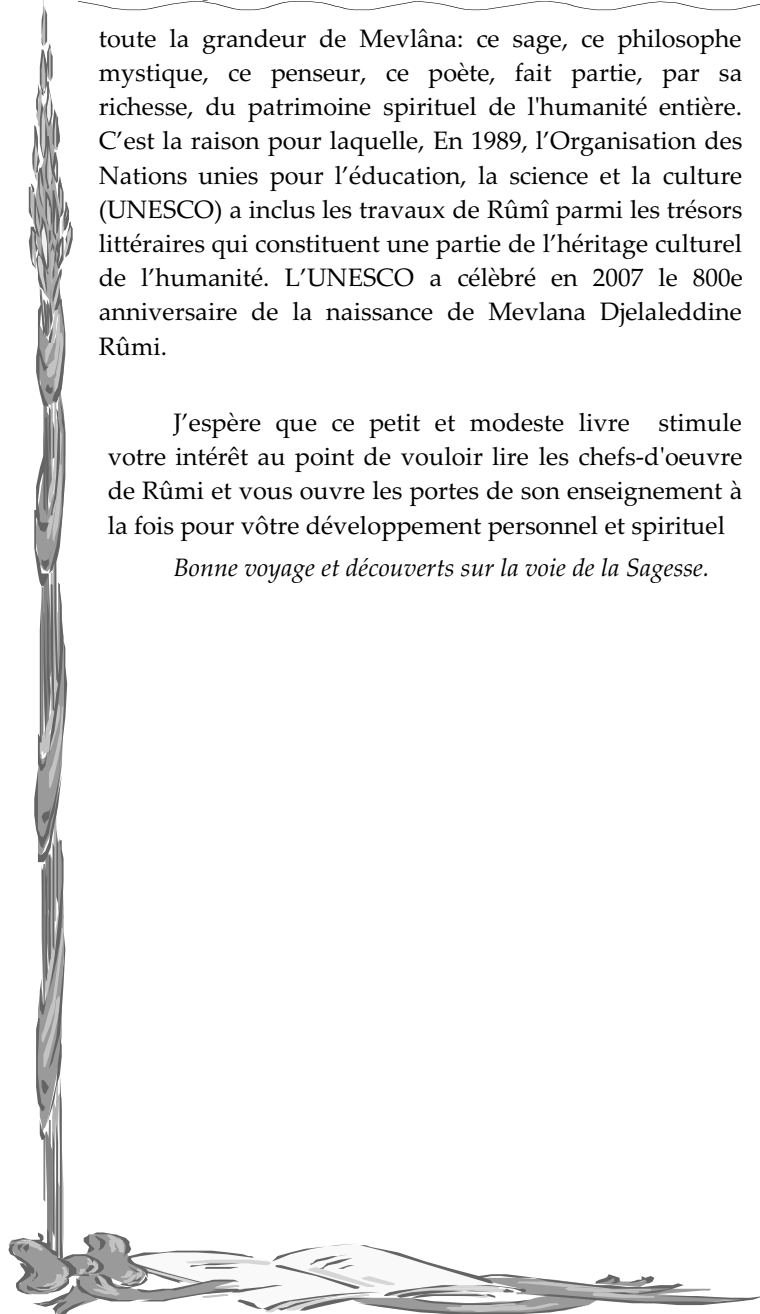 toute la grandeur de Mevlâna: ce sage, ce philosophe
mystique, ce penseur, ce poète, fait partie, par sa
richesse, du patrimoine spirituel de l'humanité entière.
C’est la raison pour laquelle, En 1989, l’Organisation des
Nations unies pour l’éducation, la science et la culture
(UNESCO) a inclus les travaux de Rûmî parmi les trésors
littéraires qui constituent une partie de l’héritage culturel
de l’humanité. L’UNESCO a célèbré en 2007 le 800e
anniversaire de la naissance de Mevlana Djelaleddine
Rûmi.
J’espère que ce petit et modeste livre stimule
votre intérêt au point de vouloir lire les chefs-d'oeuvre
de Rûmi et vous ouvre les portes de son enseignement à
la fois pour vôtre développement personnel et spirituel
Bonne voyage et découverts sur la voie de la Sagesse.